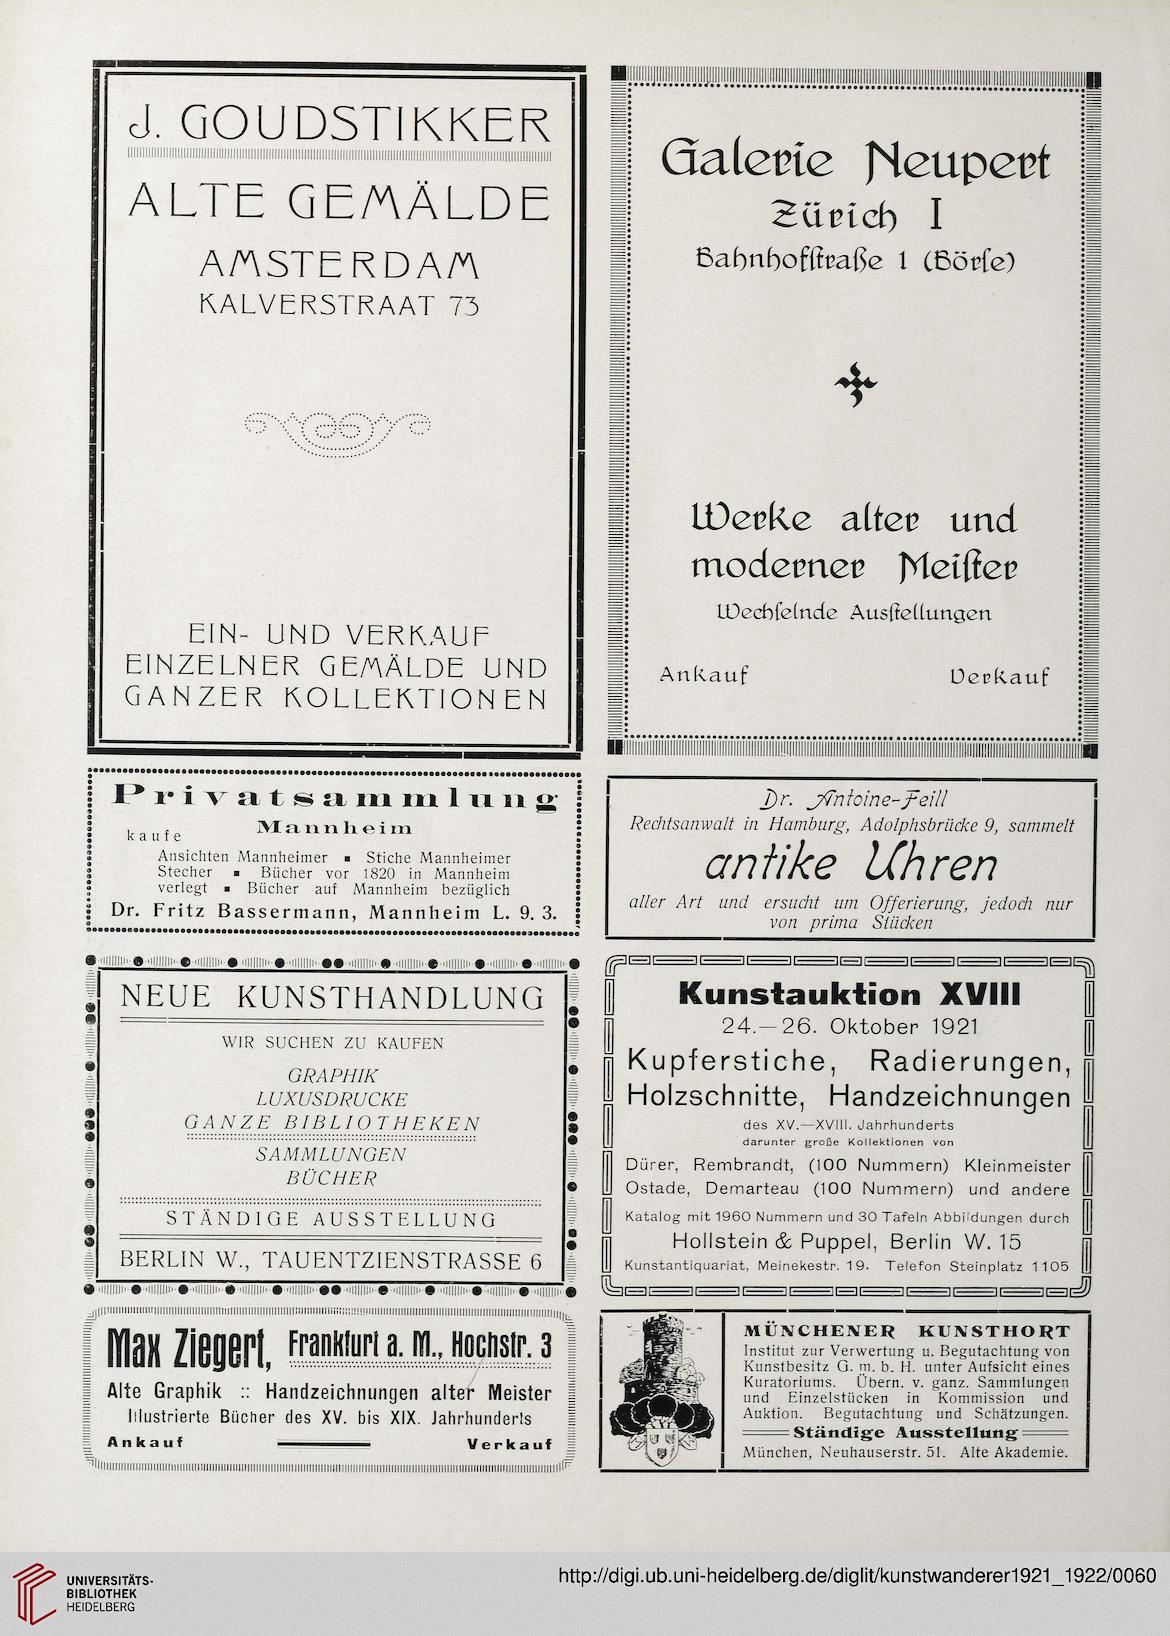 J. GOUDSTIKKER
ALTE GEMÄLDE
AMSTERDAM
KALVERSTRAAT 73
EIN- UND VERKAUF
EINZELNER GEMÄLDE UND
GANZER KOLLEKTIONEN
Galerie Neupert
Zürich I
Bahnhofſtraße 1 (Börſe)
Werke alter und
moderner Meiſter
Wechſelnde Ausſtellungen
Ankauf Verkauf
Privatsammlung
Mannheim
kaufe
Ansichten Mannheimer ▪ Stiche Mannheimer
Stecher ▪ Bücher vor 1820 in Mannheim
verlegt ▪ Bücher auf Mannheim bezüglich
Dr. Fritz Bassermann, Mannheim L. 9. 3.
Dr. Antoine-Feill
Rechtsanwalt in Hamburg, Adolphsbrücke 9, sammelt
antike Uhren
aller Art und ersucht um Offerierung, jedoch nur
von prima Stücken
NEUE KUNSTHANDLUNG
WIR SUCHEN ZU KAUFEN
GRAPHIK
LUXUSDRUCKE
GANZE BIBLIOTHEKEN
SAMMLUNGEN
BÜCHER
STÄNDIGE AUSSTELLUNG
BERLIN W., TAUENTZIENSTRASSE 6
Kunstauktion XVIII
24.—26. Oktober 1921
Kupferstiche, Radierungen,
Holzschnitte, Handzeichnungen
des XV.—XVIII. Jahrhunderts
darunter große Kollektionen von
Dürer, Rembrandt, (100 Nummern) Kleinmeister
Ostade, Demarteau (100 Nummern) und andere
Katalog mit 1960 Nummern und 30 Tafeln Abbildungen durch
Hollstein & Puppel, Berlin W. 15
Kunstantiquariat, Meinekestr. 19. Telefon Steinplatz 1105
Max Ziegert, Frankfurt a. M., Hochstr. 3
Alte Graphik :: Handzeichnungen alter Meister
Illustrierte Bücher des XV. bis XIX. Jahrhunderts
Ankauf Verkauf
MÜNCHENER KUNSTHORT
Institut zur Verwertung u. Begutachtung von
Kunstbesitz G. m. b. H. unter Aufsicht eines
Kuratoriums. Übern. v. ganz. Sammlungen
und Einzelstücken in Kommission und
Auktion. Begutachtung und Schätzungen.
Ständige Ausstellung
München, Neuhauserstr. 51. Alte Akademie.
UNIVERSITÄTS-
BIBLIOTHEK
HEIDELBERG
http://digi.ub.uni-heidelberg.de/diglit/kunstwanderer1921_1922/0060